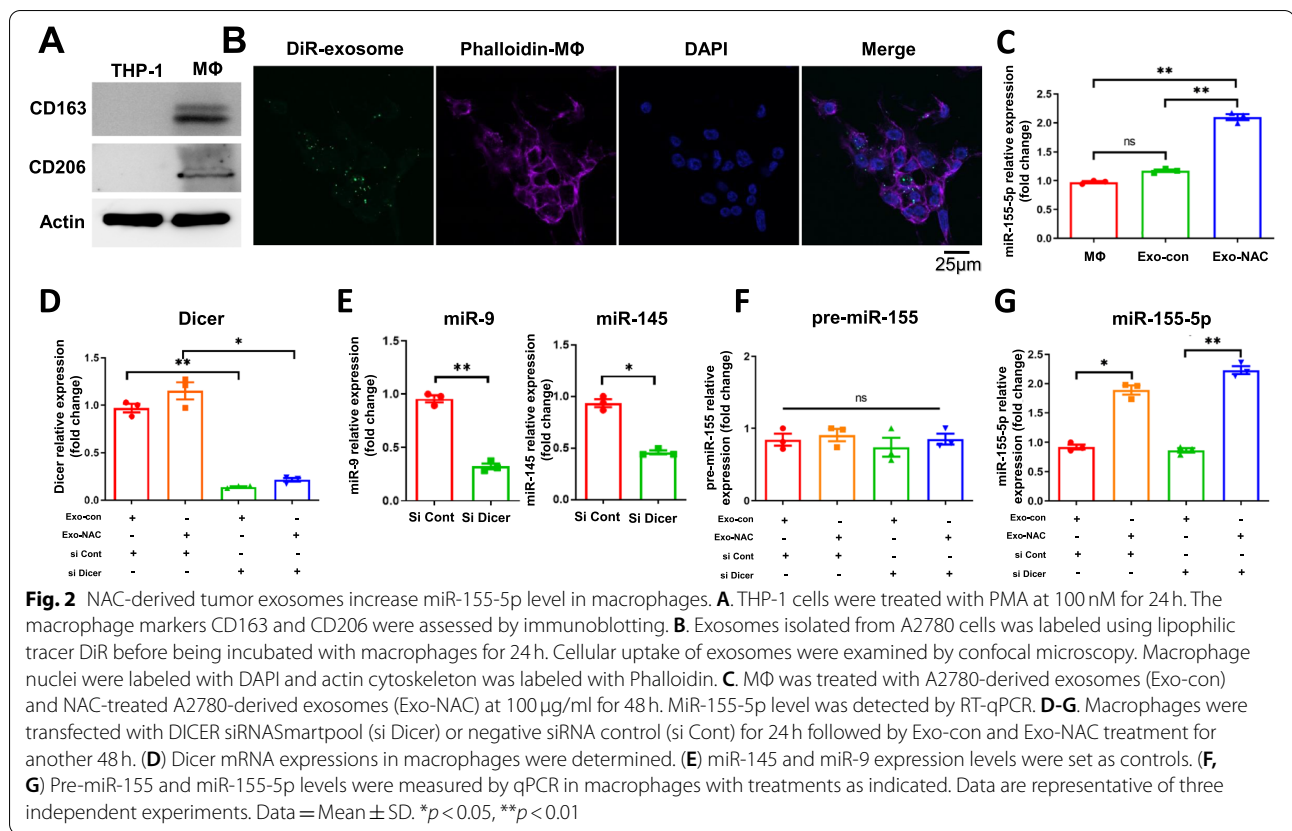 A
THP-1 MΦ
CD163
CD206
Actin
B
DiR-exosome Phalloidin-MΦ DAPI Merge
25μm
C
miR-155-5p relative expression
(fold change)
2.5
2.0
1.5
1.0
0.5
0.0
ns
**
**
MΦ Exo-con Exo-NAC
D
Dicer
Dicer relative expression
(fold change)
1.5
1.0
0.5
0.0
**
*
Exo-con + - + -
Exo-NAC - + - +
si Cont + + - -
si Dicer - - + +
E
miR-9
miR-9 relative expression
(fold change)
1.5
1.0
0.5
0.0
**
Si Cont Si Dicer
miR-145
miR-145 relative expression
(fold change)
1.5
1.0
0.5
0.0
*
Si Cont Si Dicer
F
pre-miR-155
pre-miR-155 relative
expression (fold change)
2.0
1.5
1.0
0.5
0.0
ns
Exo-con + - + -
Exo-NAC - + - +
si Cont + + - -
si Dicer - - + +
G
miR-155-5p
miR-155-5p relative
expression (fold change)
2.5
2.0
1.5
1.0
0.5
0.0
*
**
Exo-con + - + -
Exo-NAC - + - +
si Cont + + - -
si Dicer - - + +
Fig. 2 NAC-derived tumor exosomes increase miR-155-5p level in macrophages. A. THP-1 cells were treated with PMA at 100 nM for 24 h. The
macrophage markers CD163 and CD206 were assessed by immunoblotting. B. Exosomes isolated from A2780 cells was labeled using lipophilic
tracer DiR before being incubated with macrophages for 24 h. Cellular uptake of exosomes were examined by confocal microscopy. Macrophage
nuclei were labeled with DAPI and actin cytoskeleton was labeled with Phalloidin. C. MΦ was treated with A2780-derived exosomes (Exo-con)
and NAC-treated A2780-derived exosomes (Exo-NAC) at 100 μg/ml for 48 h. MiR-155-5p level was detected by RT-qPCR. D-G. Macrophages were
transfected with DICER siRNASmartpool (si Dicer) or negative siRNA control (si Cont) for 24 h followed by Exo-con and Exo-NAC treatment for
another 48 h. (D) Dicer mRNA expressions in macrophages were determined. (E) miR-145 and miR-9 expression levels were set as controls. (F,
G) Pre-miR-155 and miR-155-5p levels were measured by qPCR in macrophages with treatments as indicated. Data are representative of three
independent experiments. Data = Mean ± SD. *p < 0.05, **p < 0.01